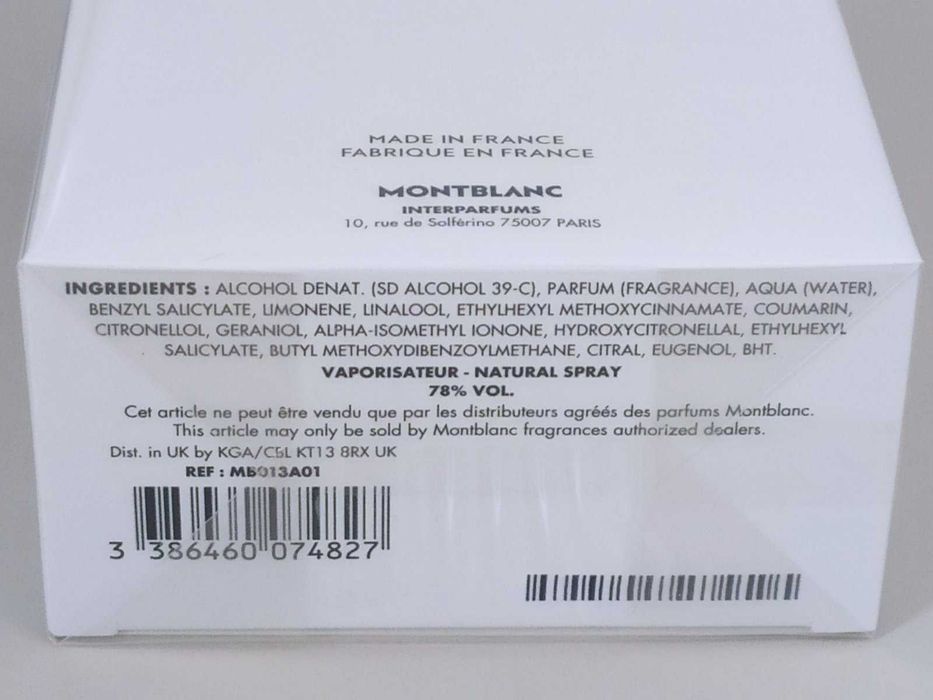 MADE IN FRANCE
FABRIQUE EN FRANCE
MONTBLANC
INTERPARFUMS
10, rue de Solférino 75007 PARIS
INGREDIENTS : ALCOHOL DENAT. (SD ALCOHOL 39-C), PARFUM (FRAGRANCE), AQUA (WATER),
BENZYL SALICYLATE, LIMONENE, LINALOOL, ETHYLHEXYL METHOXYCINNAMATE, COUMARIN,
CITRONELLOL, GERANIOL, ALPHA-ISOMETHYL IONONE, HYDROXYCITRONELLAL, ETHYLHEXYL
SALICYLATE, BUTYL METHOXYDIBENZOYLMETHANE, CITRAL, EUGENOL, BHT.
VAPORISATEUR - NATURAL SPRAY
78% VOL.
Cet article ne peut être vendu que par les distributeurs agréés des parfums Montblanc.
This article may only be sold by Montblanc fragrances authorized dealers.
Dist. in UK by KGA/CSL KT13 8RX UK
REF : MB013A01
3 386460 074827